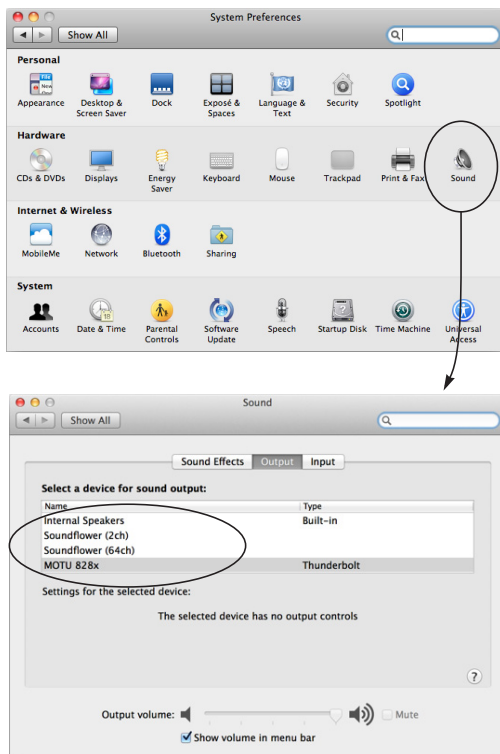 System Preferences
Show All
Personal
File
New
Appearance
Desktop &
Screen Saver
Dock
Exposé &
Spaces
Language &
Text
Security
Spotlight
Hardware
CDs & DVDs
Displays
Energy
Saver
Keyboard
Mouse
Trackpad
Print & Fax
Sound
Internet & Wireless
MobileMe
Network
Bluetooth
Sharing
System
18
Accounts
Date & Time
Parental
Controls
Software
Update
Speech
Startup Disk
Time Machine
Universal
Access
Sound
Show All
Sound Effects
Output
Input
Select a device for sound output:
Name Type
Internal Speakers Built-in
Soundflower (2ch)
Soundflower (64ch)
MOTU 828x Thunderbolt
Settings for the selected device:
The selected device has no output controls
?
Output volume: Mute
Show volume in menu bar